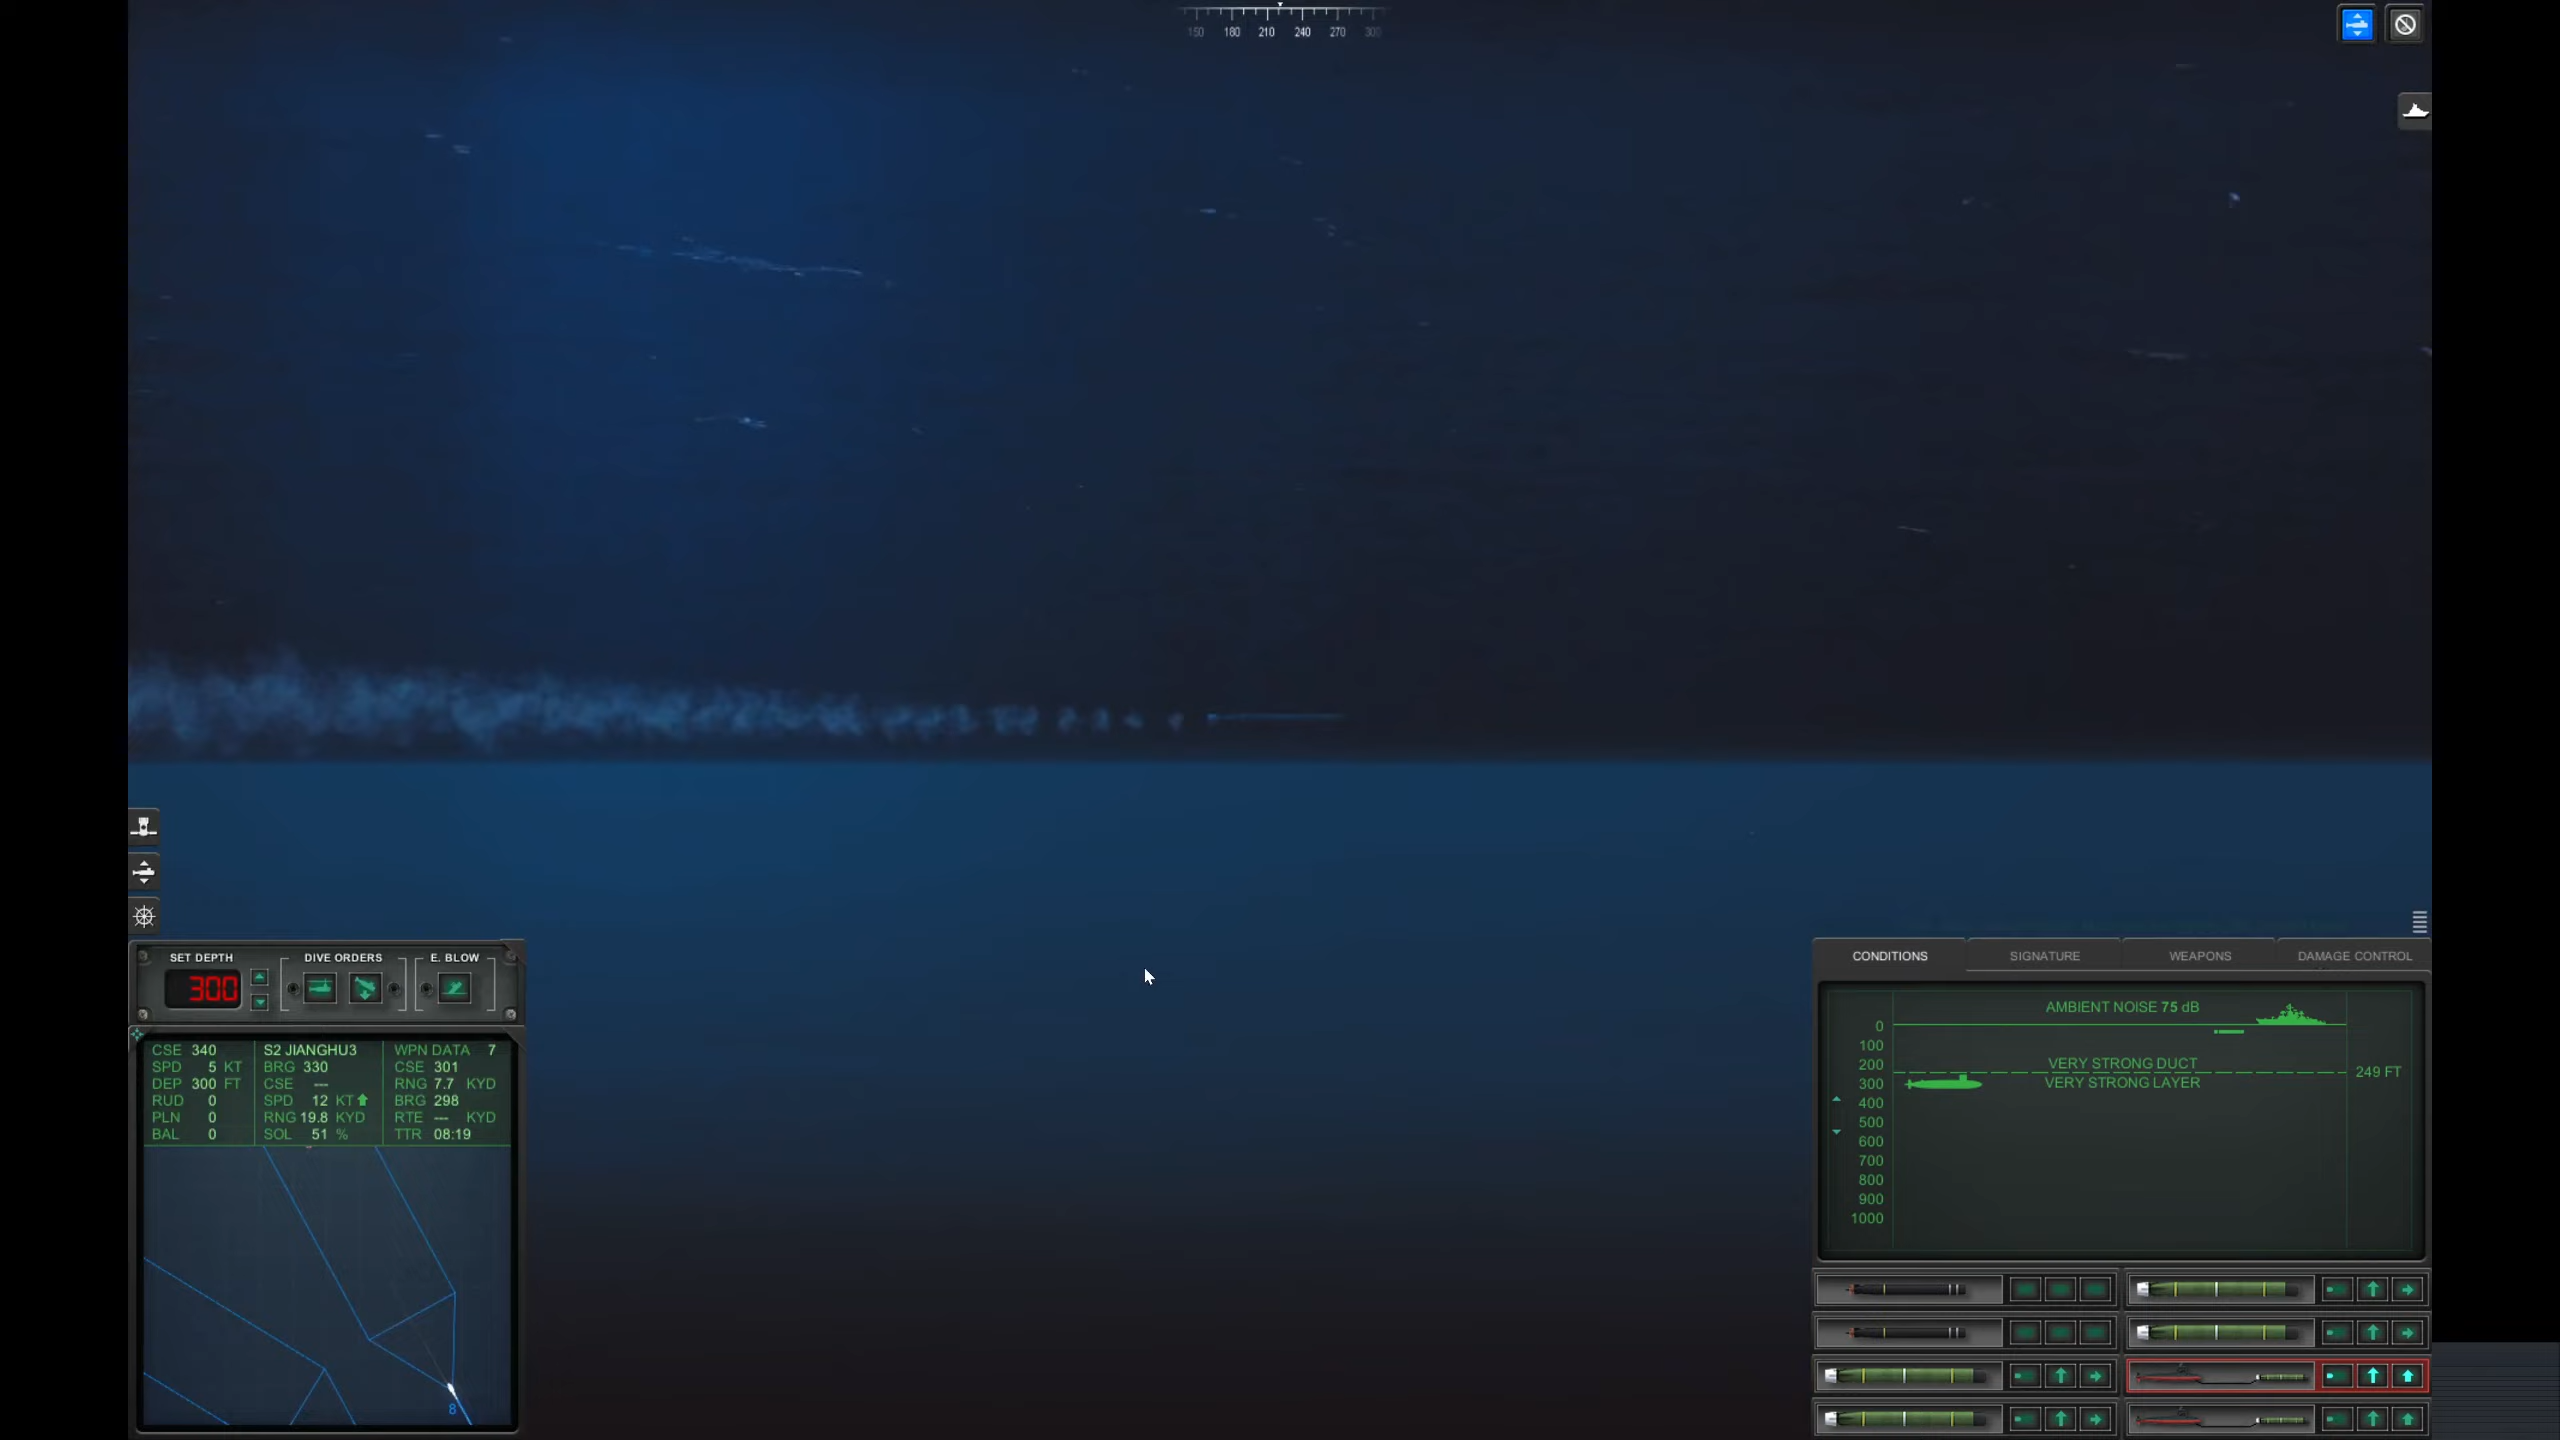 150 180 210 240 270 300
SET DEPTH
300
DIVE ORDERS
E. BLOW
CSE 340
SPD 5 KT
DEP 300 FT
RUD 0
PLN 0
BAL 0
S2 JIANGHU3
BRG 330
CSE ---
SPD 12 KT
RNG 19.8 KYD
SOL 51 %
WPN DATA 7
CSE 301
RNG 7.7 KYD
BRG 298
RTE --- KYD
TTR 08:19
8
CONDITIONS
SIGNATURE
WEAPONS
DAMAGE CONTROL
AMBIENT NOISE 75 dB
0
100
200
300
400
500
600
700
800
900
1000
VERY STRONG DUCT
VERY STRONG LAYER
249 FT